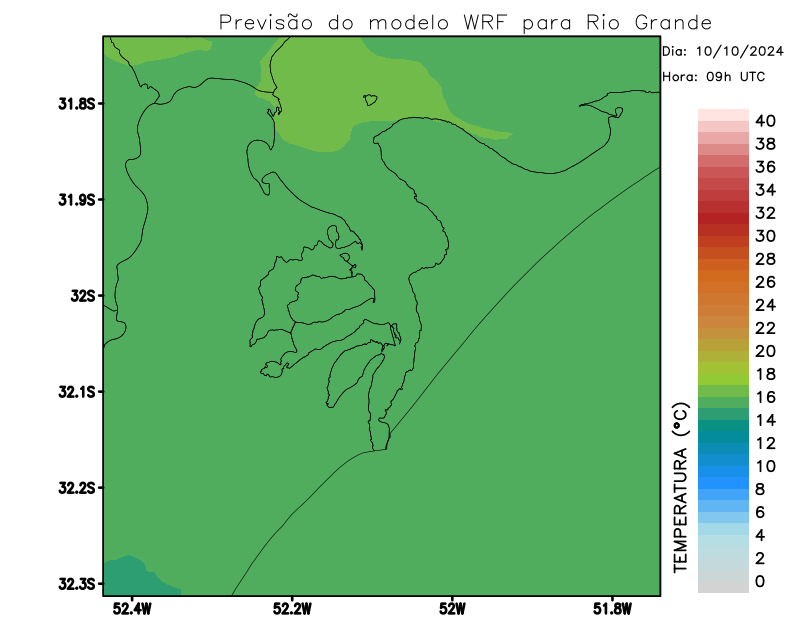 Previsão do modelo WRF para Rio Grande
Dia: 10/10/2024
Hora: 09h UTC
31.8S
31.9S
32S
32.1S
32.2S
32.3S
52.4W
52.2W
52W
51.8W
TEMPERATURA (°C)
40
38
36
34
32
30
28
26
24
22
20
18
16
14
12
10
8
6
4
2
0